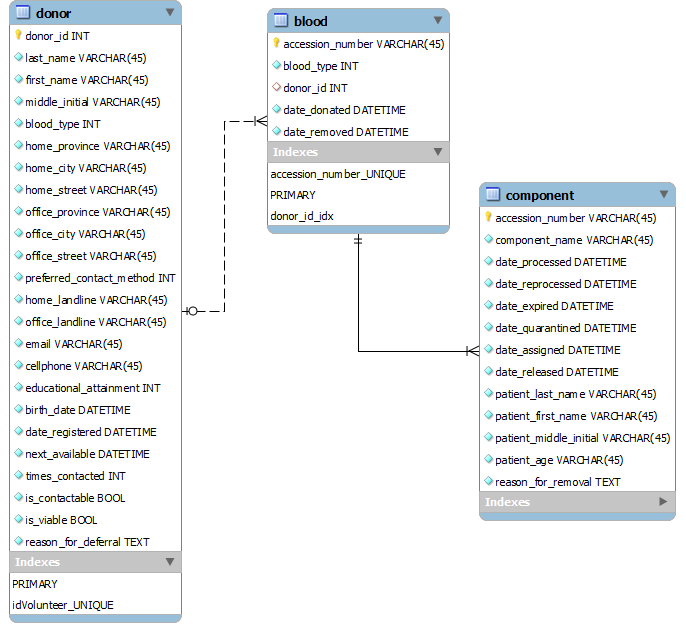 donor
donor_id INT
last_name VARCHAR(45)
first_name VARCHAR(45)
middle_initial VARCHAR(45)
blood_type INT
home_province VARCHAR(45)
home_city VARCHAR(45)
home_street VARCHAR(45)
office_province VARCHAR(45)
office_city VARCHAR(45)
office_street VARCHAR(45)
preferred_contact_method INT
home_landline VARCHAR(45)
office_landline VARCHAR(45)
email VARCHAR(45)
cellphone VARCHAR(45)
educational_attainment INT
birth_date DATETIME
date_registered DATETIME
next_available DATETIME
times_contacted INT
is_contactable BOOL
is_viable BOOL
reason_for_deferral TEXT
Indexes
PRIMARY
idVolunteer_UNIQUE
blood
accession_number VARCHAR(45)
blood_type INT
donor_id INT
date_donated DATETIME
date_removed DATETIME
Indexes
accession_number_UNIQUE
PRIMARY
donor_id_idx
component
accession_number VARCHAR(45)
component_name VARCHAR(45)
date_processed DATETIME
date_reprocessed DATETIME
date_expired DATETIME
date_quarantined DATETIME
date_assigned DATETIME
date_released DATETIME
patient_last_name VARCHAR(45)
patient_first_name VARCHAR(45)
patient_middle_initial VARCHAR(45)
patient_age VARCHAR(45)
reason_for_removal TEXT
Indexes